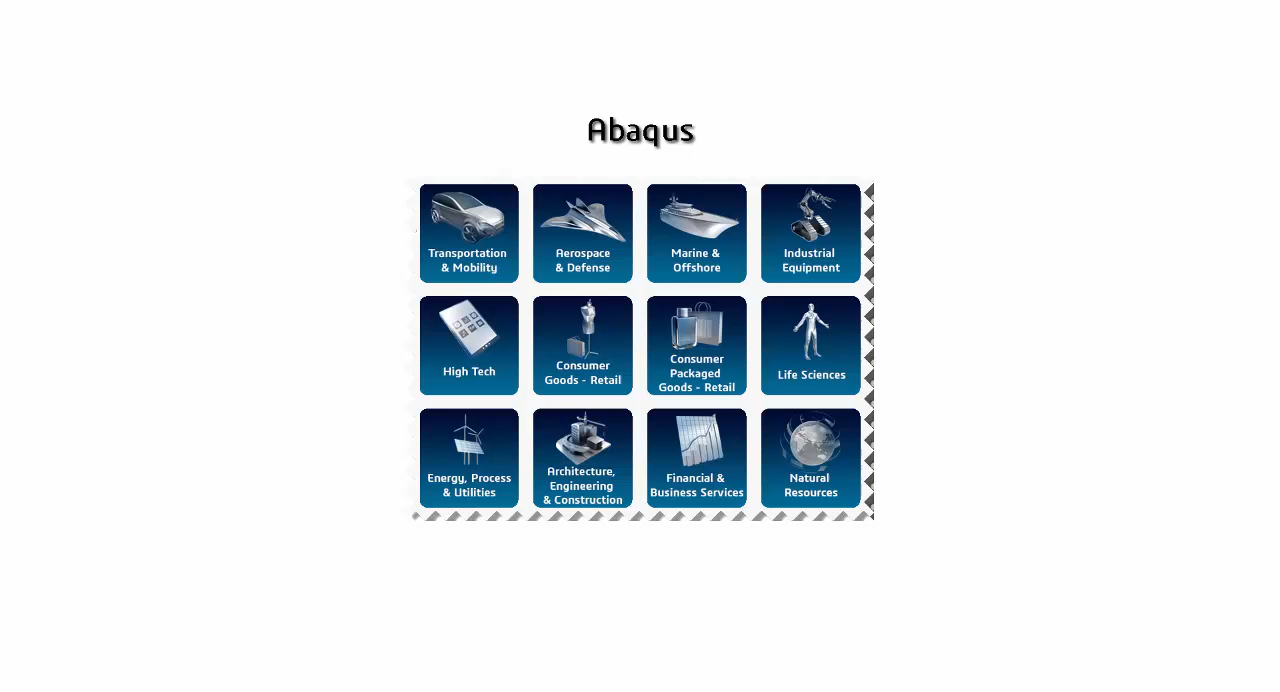 Abaqus
Transportation
& Mobility
Aerospace
& Defense
Marine &
Offshore
Industrial
Equipment
High Tech
Consumer
Goods - Retail
Consumer
Packaged
Goods - Retail
Life Sciences
Energy, Process
& Utilities
Architecture,
Engineering
& Construction
Financial &
Business Services
Natural
Resources